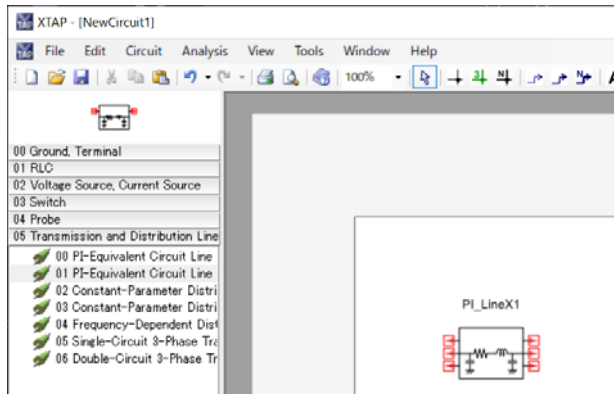 XTAP - [NewCircuit1]
File Edit Circuit Analysis View Tools Window Help
100%
00 Ground, Terminal
01 RLC
02 Voltage Source, Current Source
03 Switch
04 Probe
05 Transmission and Distribution Line
00 PI-Equivalent Circuit Line
01 PI-Equivalent Circuit Line
02 Constant-Parameter Distri
03 Constant-Parameter Distri
04 Frequency-Dependent Dist
05 Single-Circuit 3-Phase Tra
06 Double-Circuit 3-Phase Tr
PI_LineX1